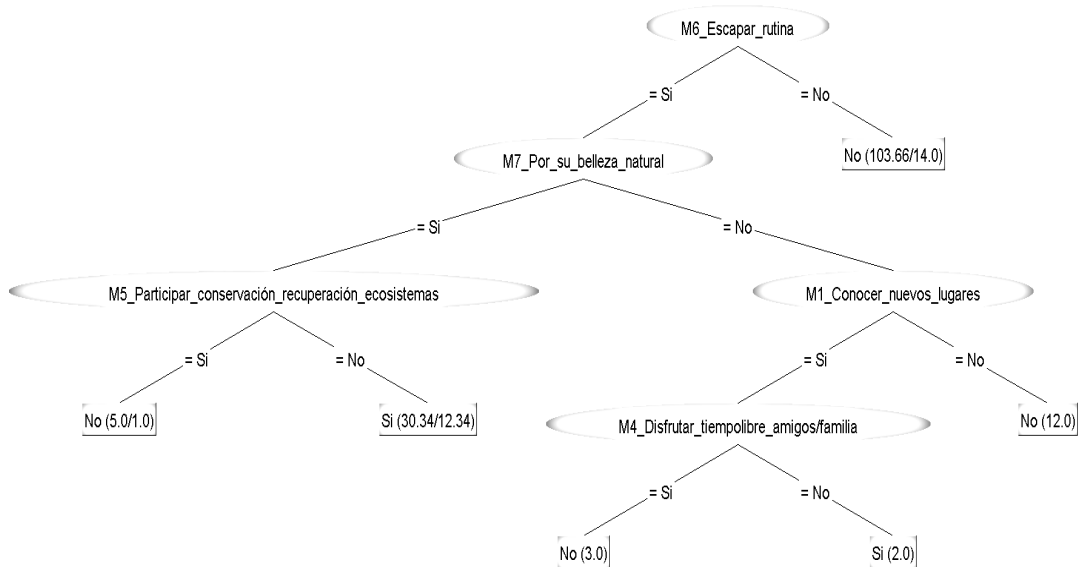 M6_Escapar_rutina
= Si
= No
M7_Por_su_belleza_natural
No (103.66/14.0)
= Si
= No
M5_Participar_conservación_recuperación_ecosistemas
M1_Conocer_nuevos_lugares
= Si
= No
= Si
= No
No (5.0/1.0)
Si (30.34/12.34)
M4_Disfrutar_tiempolibre_amigos/familia
No (12.0)
= Si
= No
No (3.0)
Si (2.0)